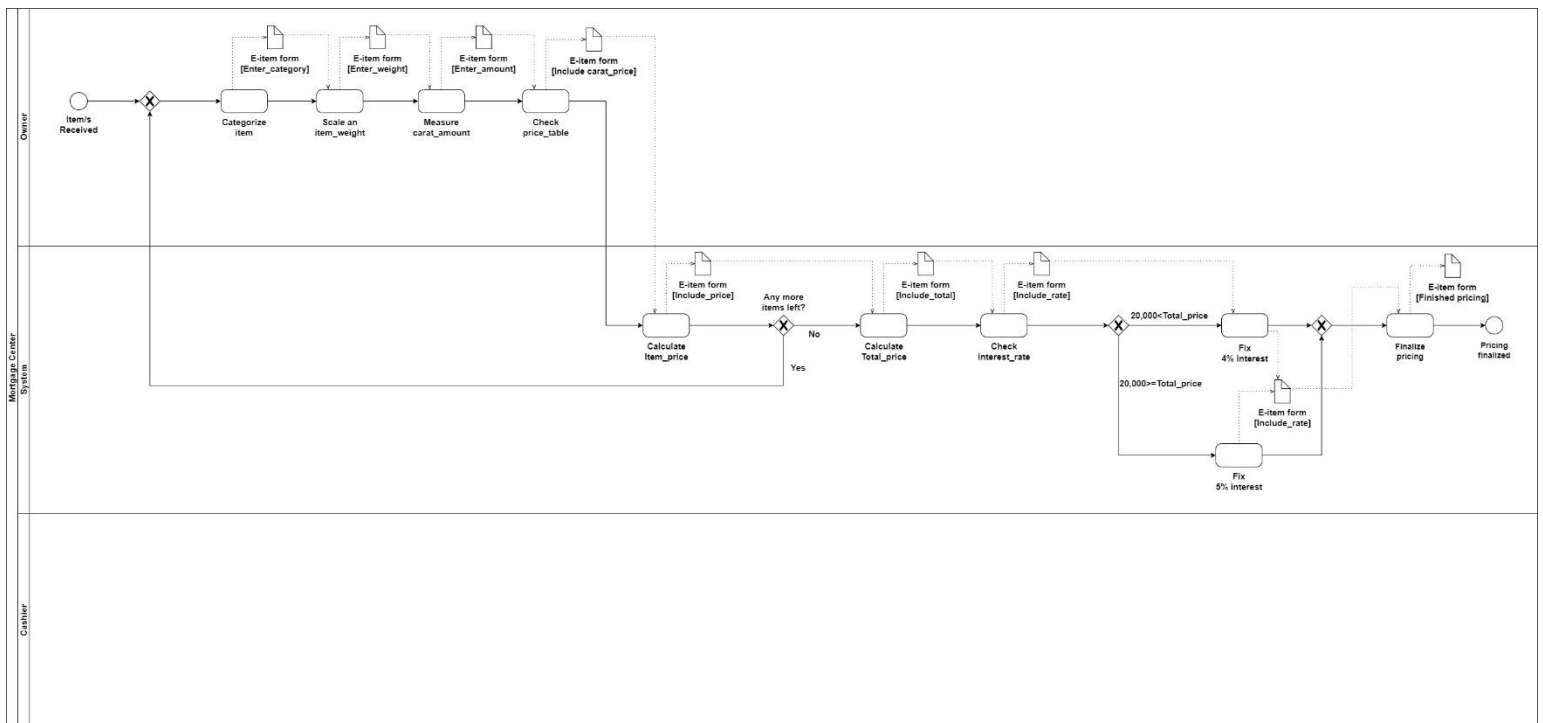 Mortgage Center
Owner
Item/s
Received
Categorize
item
E-item form
[Enter_category]
Scale an
item_weight
E-item form
[Enter_weight]
Measure
carat_amount
E-item form
[Enter_amount]
Check
price_table
E-item form
[Include carat_price]
System
Calculate
Item_price
E-item form
[Include_price]
Any more
items left?
No
Yes
Calculate
Total_price
E-item form
[Include_total]
Check
interest_rate
E-item form
[Include_rate]
20,000<Total_price
20,000>=Total_price
Fix
4% interest
E-item form
[Include_rate]
Fix
5% interest
Finalize
pricing
E-item form
[Finished pricing]
Pricing
finalized
Cashier